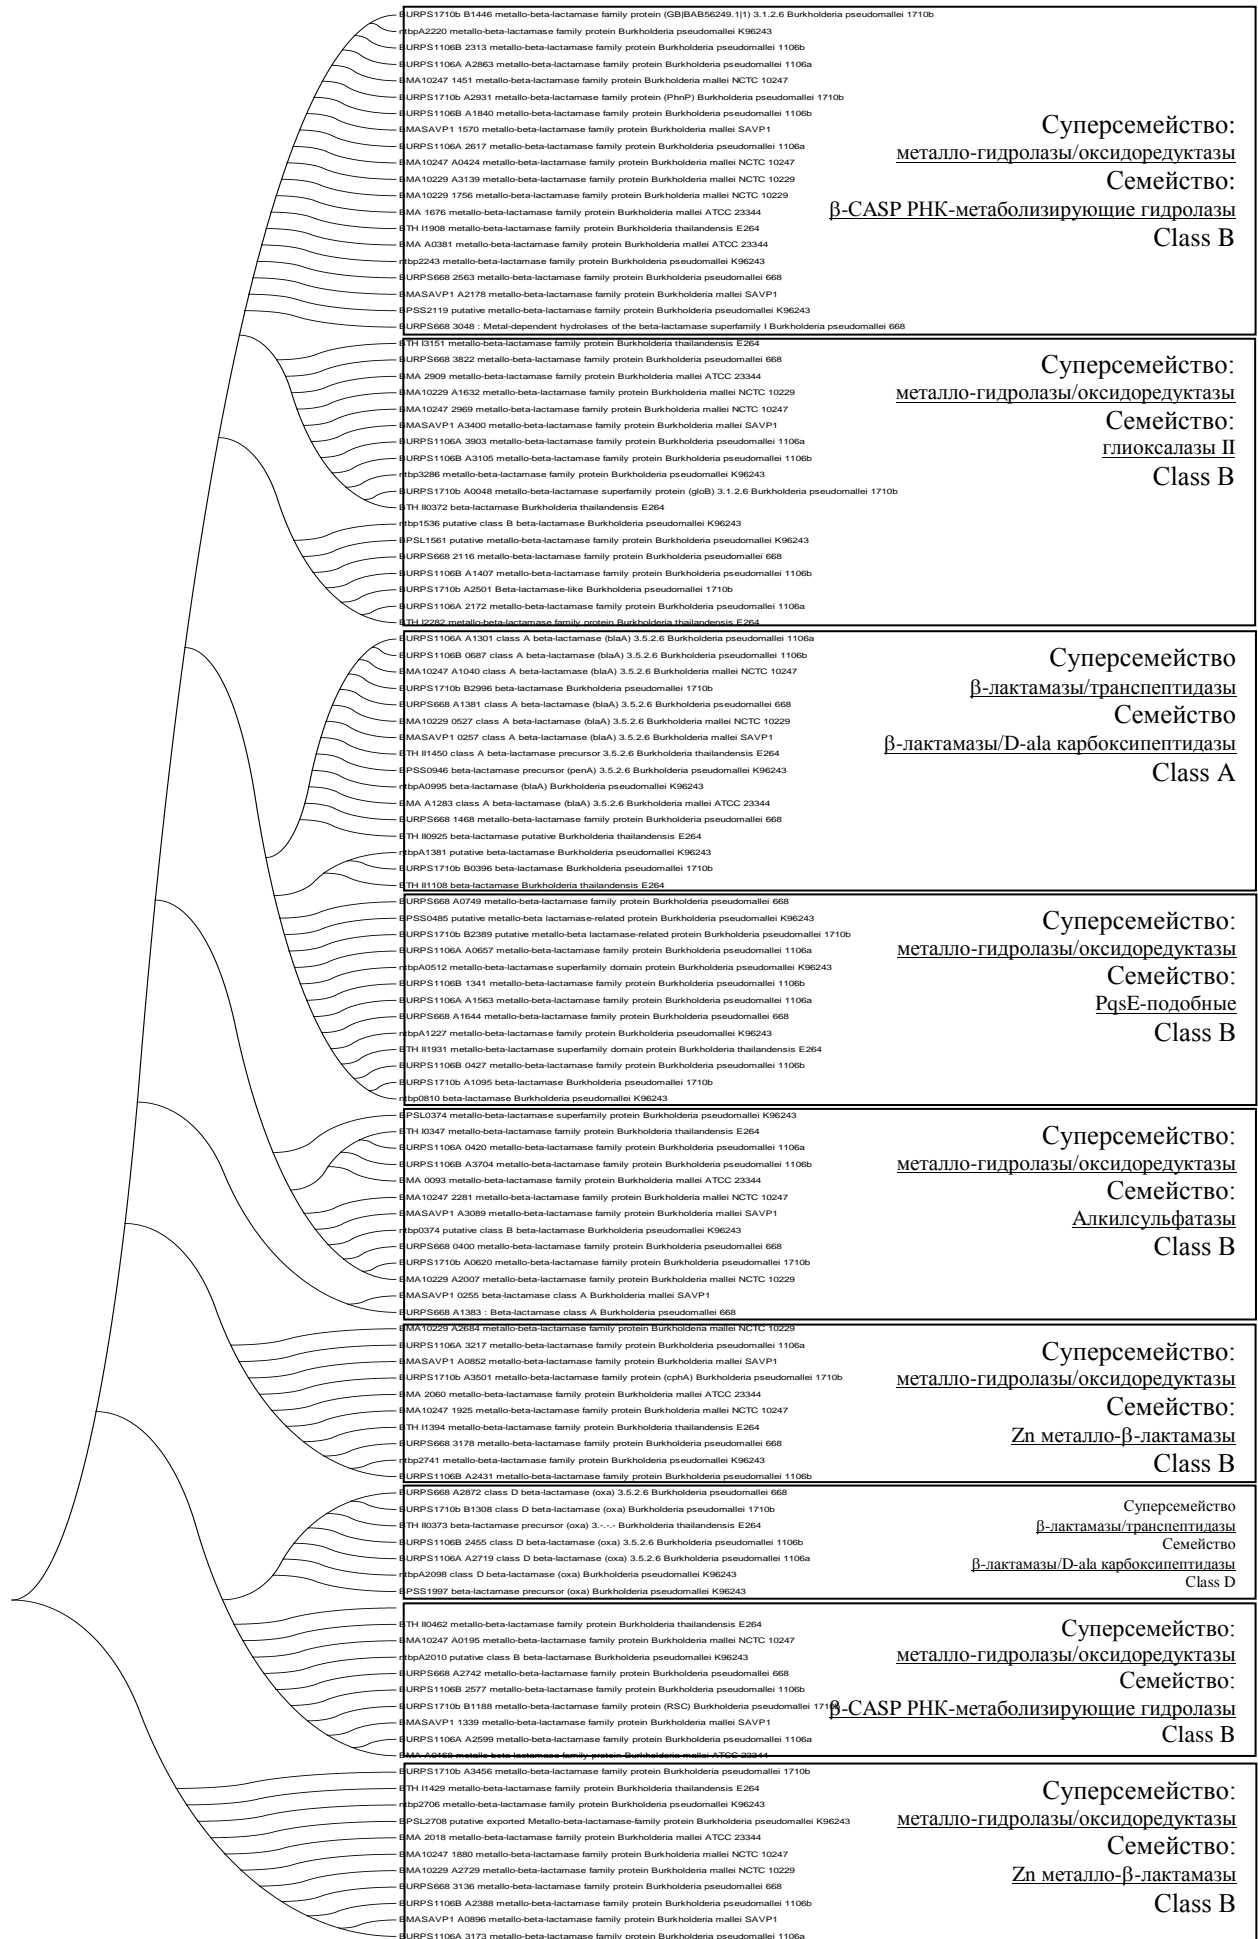 BURPS1710b B1446 metallo-beta-lactamase family protein (GB|BAB56249.1|1) 3.1.2.6 Burkholderia pseudomallei 1710b
ntbpA2220 metallo-beta-lactamase family protein Burkholderia pseudomallei K96243
BURPS1106B 2313 metallo-beta-lactamase family protein Burkholderia pseudomallei 1106b
BURPS1106A A2863 metallo-beta-lactamase family protein Burkholderia pseudomallei 1106a
BMA10247 1451 metallo-beta-lactamase family protein Burkholderia mallei NCTC 10247
BURPS1710b A2931 metallo-beta-lactamase family protein (PhnP) Burkholderia pseudomallei 1710b
BURPS1106B A1840 metallo-beta-lactamase family protein Burkholderia pseudomallei 1106b
BMASAVP1 1570 metallo-beta-lactamase family protein Burkholderia mallei SAVP1
BURPS1106A 2617 metallo-beta-lactamase family protein Burkholderia pseudomallei 1106a
BMA10247 A0424 metallo-beta-lactamase family protein Burkholderia mallei NCTC 10247
BMA10229 A3139 metallo-beta-lactamase family protein Burkholderia mallei NCTC 10229
BMA10229 1756 metallo-beta-lactamase family protein Burkholderia mallei NCTC 10229
BMA 1676 metallo-beta-lactamase family protein Burkholderia mallei ATCC 23344
BTH I1908 metallo-beta-lactamase family protein Burkholderia thailandensis E264
BMA A0381 metallo-beta-lactamase family protein Burkholderia mallei ATCC 23344
ntbp2243 metallo-beta-lactamase family protein Burkholderia pseudomallei K96243
BURPS668 2563 metallo-beta-lactamase family protein Burkholderia pseudomallei 668
BMASAVP1 A2178 metallo-beta-lactamase family protein Burkholderia mallei SAVP1
BPSS2119 putative metallo-beta-lactamase family protein Burkholderia pseudomallei K96243
BURPS668 3048 : Metal-dependent hydrolases of the beta-lactamase superfamily I Burkholderia pseudomallei 668
Суперсемейство:
металло-гидролазы/оксидоредуктазы
Семейство:
β-CASP РНК-метаболизирующие гидролазы
Class B
BTH I3151 metallo-beta-lactamase family protein Burkholderia thailandensis E264
BURPS668 3822 metallo-beta-lactamase family protein Burkholderia pseudomallei 668
BMA 2909 metallo-beta-lactamase family protein Burkholderia mallei ATCC 23344
BMA10229 A1632 metallo-beta-lactamase family protein Burkholderia mallei NCTC 10229
BMA10247 2969 metallo-beta-lactamase family protein Burkholderia mallei NCTC 10247
BMASAVP1 A3400 metallo-beta-lactamase family protein Burkholderia mallei SAVP1
BURPS1106A 3903 metallo-beta-lactamase family protein Burkholderia pseudomallei 1106a
BURPS1106B A3105 metallo-beta-lactamase family protein Burkholderia pseudomallei 1106b
ntbp3286 metallo-beta-lactamase family protein Burkholderia pseudomallei K96243
BURPS1710b A0048 metallo-beta-lactamase superfamily protein (gloB) 3.1.2.6 Burkholderia pseudomallei 1710b
BTH II0372 beta-lactamase Burkholderia thailandensis E264
ntbp1536 putative class B beta-lactamase Burkholderia pseudomallei K96243
BPSL1561 putative metallo-beta-lactamase family protein Burkholderia pseudomallei K96243
BURPS668 2116 metallo-beta-lactamase family protein Burkholderia pseudomallei 668
BURPS1106B A1407 metallo-beta-lactamase family protein Burkholderia pseudomallei 1106b
BURPS1710b A2501 Beta-lactamase-like Burkholderia pseudomallei 1710b
BURPS1106A 2172 metallo-beta-lactamase family protein Burkholderia pseudomallei 1106a
BTH I2282 metallo-beta-lactamase family protein Burkholderia thailandensis E264
Суперсемейство:
металло-гидролазы/оксидоредуктазы
Семейство:
глиоксалазы II
Class B
BURPS1106A A1301 class A beta-lactamase (blaA) 3.5.2.6 Burkholderia pseudomallei 1106a
BURPS1106B 0687 class A beta-lactamase (blaA) 3.5.2.6 Burkholderia pseudomallei 1106b
BMA10247 A1040 class A beta-lactamase (blaA) 3.5.2.6 Burkholderia mallei NCTC 10247
BURPS1710b B2996 beta-lactamase Burkholderia pseudomallei 1710b
BURPS668 A1381 class A beta-lactamase (blaA) 3.5.2.6 Burkholderia pseudomallei 668
BMA10229 0527 class A beta-lactamase (blaA) 3.5.2.6 Burkholderia mallei NCTC 10229
BMASAVP1 0257 class A beta-lactamase (blaA) 3.5.2.6 Burkholderia mallei SAVP1
BTH II1450 class A beta-lactamase precursor 3.5.2.6 Burkholderia thailandensis E264
BPSS0946 beta-lactamase precursor (penA) 3.5.2.6 Burkholderia pseudomallei K96243
ntbpA0995 beta-lactamase (blaA) Burkholderia pseudomallei K96243
BMA A1283 class A beta-lactamase (blaA) 3.5.2.6 Burkholderia mallei ATCC 23344
BURPS668 1468 metallo-beta-lactamase family protein Burkholderia pseudomallei 668
BTH II0925 beta-lactamase putative Burkholderia thailandensis E264
ntbpA1381 putative beta-lactamase Burkholderia pseudomallei K96243
BURPS1710b B0396 beta-lactamase Burkholderia pseudomallei 1710b
BTH II1108 beta-lactamase Burkholderia thailandensis E264
Суперсемейство
β-лактамазы/транспептидазы
Семейство
β-лактамазы/D-ala карбоксипептидазы
Class A
BURPS668 A0749 metallo-beta-lactamase family protein Burkholderia pseudomallei 668
BPSS0485 putative metallo-beta lactamase-related protein Burkholderia pseudomallei K96243
BURPS1710b B2389 putative metallo-beta lactamase-related protein Burkholderia pseudomallei 1710b
BURPS1106A A0657 metallo-beta-lactamase family protein Burkholderia pseudomallei 1106a
ntbpA0512 metallo-beta-lactamase superfamily domain protein Burkholderia pseudomallei K96243
BURPS1106B 1341 metallo-beta-lactamase family protein Burkholderia pseudomallei 1106b
BURPS1106A A1563 metallo-beta-lactamase family protein Burkholderia pseudomallei 1106a
BURPS668 A1644 metallo-beta-lactamase family protein Burkholderia pseudomallei 668
ntbpA1227 metallo-beta-lactamase family protein Burkholderia pseudomallei K96243
BTH II1931 metallo-beta-lactamase superfamily domain protein Burkholderia thailandensis E264
BURPS1106B 0427 metallo-beta-lactamase family protein Burkholderia pseudomallei 1106b
BURPS1710b A1095 beta-lactamase Burkholderia pseudomallei 1710b
ntbp0810 beta-lactamase Burkholderia pseudomallei K96243
Суперсемейство:
металло-гидролазы/оксидоредуктазы
Семейство:
PqsE-подобные
Class B
BPSL0374 metallo-beta-lactamase superfamily protein Burkholderia pseudomallei K96243
BTH I0347 metallo-beta-lactamase family protein Burkholderia thailandensis E264
BURPS1106A 0420 metallo-beta-lactamase family protein Burkholderia pseudomallei 1106a
BURPS1106B A3704 metallo-beta-lactamase family protein Burkholderia pseudomallei 1106b
BMA 0093 metallo-beta-lactamase family protein Burkholderia mallei ATCC 23344
BMA10247 2281 metallo-beta-lactamase family protein Burkholderia mallei NCTC 10247
BMASAVP1 A3089 metallo-beta-lactamase family protein Burkholderia mallei SAVP1
ntbp0374 putative class B beta-lactamase Burkholderia pseudomallei K96243
BURPS668 0400 metallo-beta-lactamase family protein Burkholderia pseudomallei 668
BURPS1710b A0620 metallo-beta-lactamase family protein Burkholderia pseudomallei 1710b
BMA10229 A2007 metallo-beta-lactamase family protein Burkholderia mallei NCTC 10229
BMASAVP1 0255 beta-lactamase class A Burkholderia mallei SAVP1
BURPS668 A1383 : Beta-lactamase class A Burkholderia pseudomallei 668
Суперсемейство:
металло-гидролазы/оксидоредуктазы
Семейство:
Алкилсульфатазы
Class B
BMA10229 A2684 metallo-beta-lactamase family protein Burkholderia mallei NCTC 10229
BURPS1106A 3217 metallo-beta-lactamase family protein Burkholderia pseudomallei 1106a
BMASAVP1 A0852 metallo-beta-lactamase family protein Burkholderia mallei SAVP1
BURPS1710b A3501 metallo-beta-lactamase family protein (cphA) Burkholderia pseudomallei 1710b
BMA 2060 metallo-beta-lactamase family protein Burkholderia mallei ATCC 23344
BMA10247 1925 metallo-beta-lactamase family protein Burkholderia mallei NCTC 10247
BTH I1394 metallo-beta-lactamase family protein Burkholderia thailandensis E264
BURPS668 3178 metallo-beta-lactamase family protein Burkholderia pseudomallei 668
ntbp2741 metallo-beta-lactamase family protein Burkholderia pseudomallei K96243
BURPS1106B A2431 metallo-beta-lactamase family protein Burkholderia pseudomallei 1106b
Суперсемейство:
металло-гидролазы/оксидоредуктазы
Семейство:
Zn металло-β-лактамазы
Class B
BURPS668 A2872 class D beta-lactamase (oxa) 3.5.2.6 Burkholderia pseudomallei 668
BURPS1710b B1308 class D beta-lactamase (oxa) Burkholderia pseudomallei 1710b
BTH II0373 beta-lactamase precursor (oxa) 3.-.-.- Burkholderia thailandensis E264
BURPS1106B 2455 class D beta-lactamase (oxa) 3.5.2.6 Burkholderia pseudomallei 1106b
BURPS1106A A2719 class D beta-lactamase (oxa) 3.5.2.6 Burkholderia pseudomallei 1106a
ntbpA2098 class D beta-lactamase (oxa) Burkholderia pseudomallei K96243
BPSS1997 beta-lactamase precursor (oxa) Burkholderia pseudomallei K96243
Суперсемейство
β-лактамазы/транспептидазы
Семейство
β-лактамазы/D-ala карбоксипептидазы
Class D
BTH II0462 metallo-beta-lactamase family protein Burkholderia thailandensis E264
BMA10247 A0195 metallo-beta-lactamase family protein Burkholderia mallei NCTC 10247
ntbpA2010 putative class B beta-lactamase Burkholderia pseudomallei K96243
BURPS668 A2742 metallo-beta-lactamase family protein Burkholderia pseudomallei 668
BURPS1106B 2577 metallo-beta-lactamase family protein Burkholderia pseudomallei 1106b
BURPS1710b B1188 metallo-beta-lactamase family protein (RSC) Burkholderia pseudomallei 1710b
BMASAVP1 1339 metallo-beta-lactamase family protein Burkholderia mallei SAVP1
BURPS1106A A2599 metallo-beta-lactamase family protein Burkholderia pseudomallei 1106a
BMA A0168 metallo-beta-lactamase family protein Burkholderia mallei ATCC 23344
Суперсемейство:
металло-гидролазы/оксидоредуктазы
Семейство:
β-CASP РНК-метаболизирующие гидролазы
Class B
BURPS1710b A3456 metallo-beta-lactamase family protein Burkholderia pseudomallei 1710b
BTH I1429 metallo-beta-lactamase family protein Burkholderia thailandensis E264
ntbp2706 metallo-beta-lactamase family protein Burkholderia pseudomallei K96243
BPSL2708 putative exported Metallo-beta-lactamase-family protein Burkholderia pseudomallei K96243
BMA 2018 metallo-beta-lactamase family protein Burkholderia mallei ATCC 23344
BMA10247 1880 metallo-beta-lactamase family protein Burkholderia mallei NCTC 10247
BMA10229 A2729 metallo-beta-lactamase family protein Burkholderia mallei NCTC 10229
BURPS668 3136 metallo-beta-lactamase family protein Burkholderia pseudomallei 668
BURPS1106B A2388 metallo-beta-lactamase family protein Burkholderia pseudomallei 1106b
BMASAVP1 A0896 metallo-beta-lactamase family protein Burkholderia mallei SAVP1
BURPS1106A 3173 metallo-beta-lactamase family protein Burkholderia pseudomallei 1106a
Суперсемейство:
металло-гидролазы/оксидоредуктазы
Семейство:
Zn металло-β-лактамазы
Class B